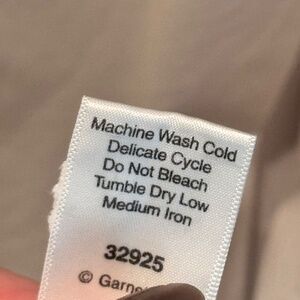 Machine Wash Cold
Delicate Cycle
Do Not Bleach
Tumble Dry Low
Medium Iron
32925
©